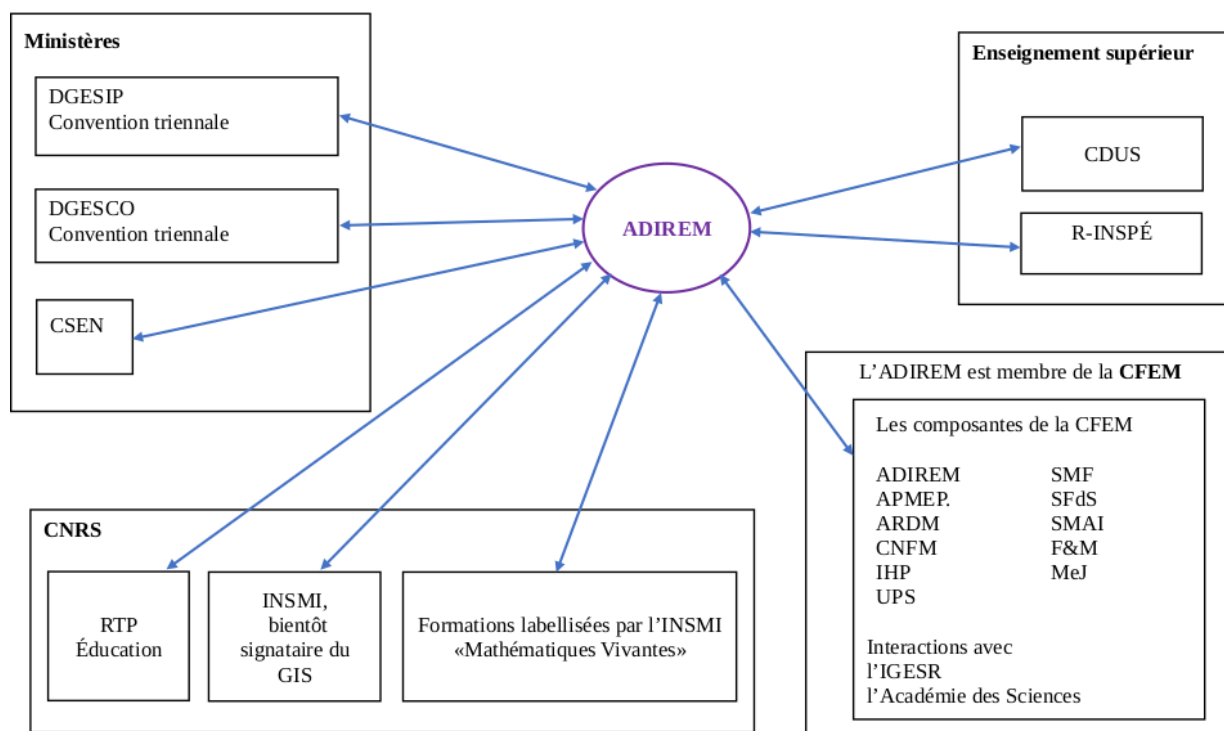 Ministères
DGESIP
Convention triennale
DGESCO
Convention triennale
CSEN
ADIREM
Enseignement supérieur
CDUS
R-INSPÉ
L’ADIREM est membre de la CFEM
Les composantes de la CFEM
ADIREM SMF
APMEP. SFdS
ARDM SMAI
CNFM F&M
IHP MeJ
UPS
Interactions avec
l’IGESR
l’Académie des Sciences
CNRS
RTP
Éducation
INSMI,
bientôt
signataire du
GIS
Formations labellisées par l’INSMI
«Mathématiques Vivantes»